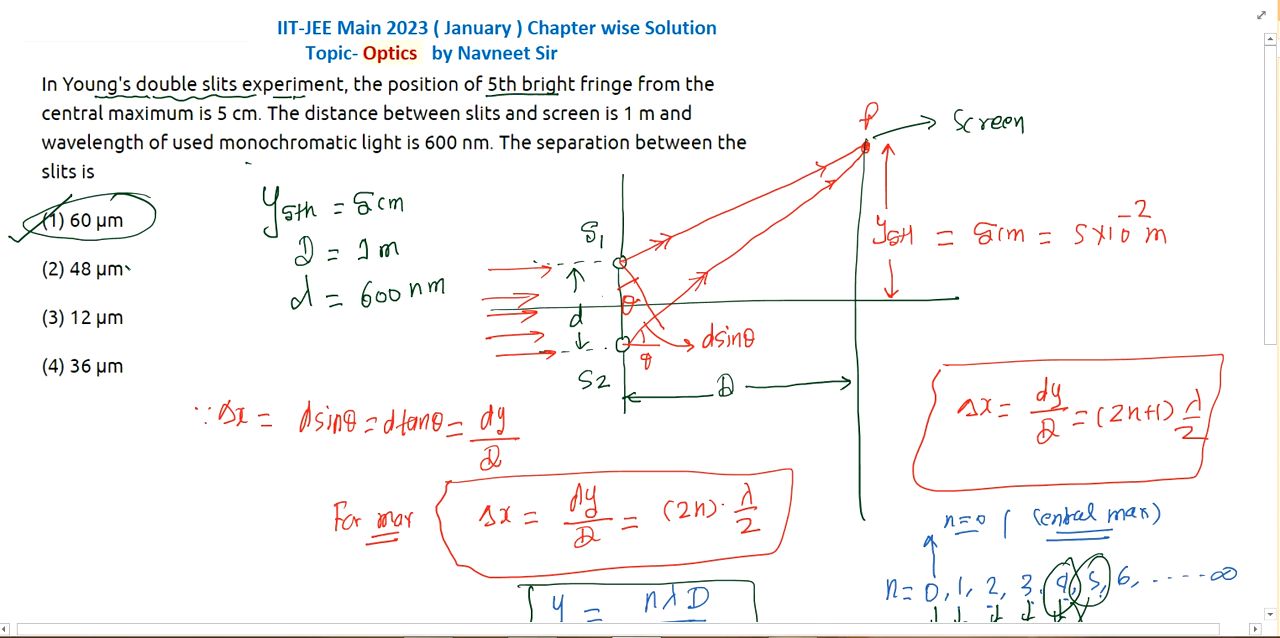 IIT-JEE Main 2023 ( January ) Chapter wise Solution
Topic- Optics by Navneet Sir
In Young's double slits experiment, the position of 5th bright fringe from the
central maximum is 5 cm. The distance between slits and screen is 1 m and
wavelength of used monochromatic light is 600 nm. The separation between the
slits is
(1) 60 µm
(2) 48 µm
(3) 12 µm
(4) 36 µm
y5th = 5cm
D = 1m
d = 600nm
P
Screen
S1
d
S2
θ
θ
dsinθ
D
y5th = 5cm = 5×10^-2 m
∵ Δx = dsinθ = dtanθ = dy/D
For max
Δx = dy/D = (2n)·λ/2
Δx = dy/D = (2n+1) λ/2
n=0 ( Central max)
n= 0, 1, 2, 3, 4, 5, 6, ----- ∞
y = nλD